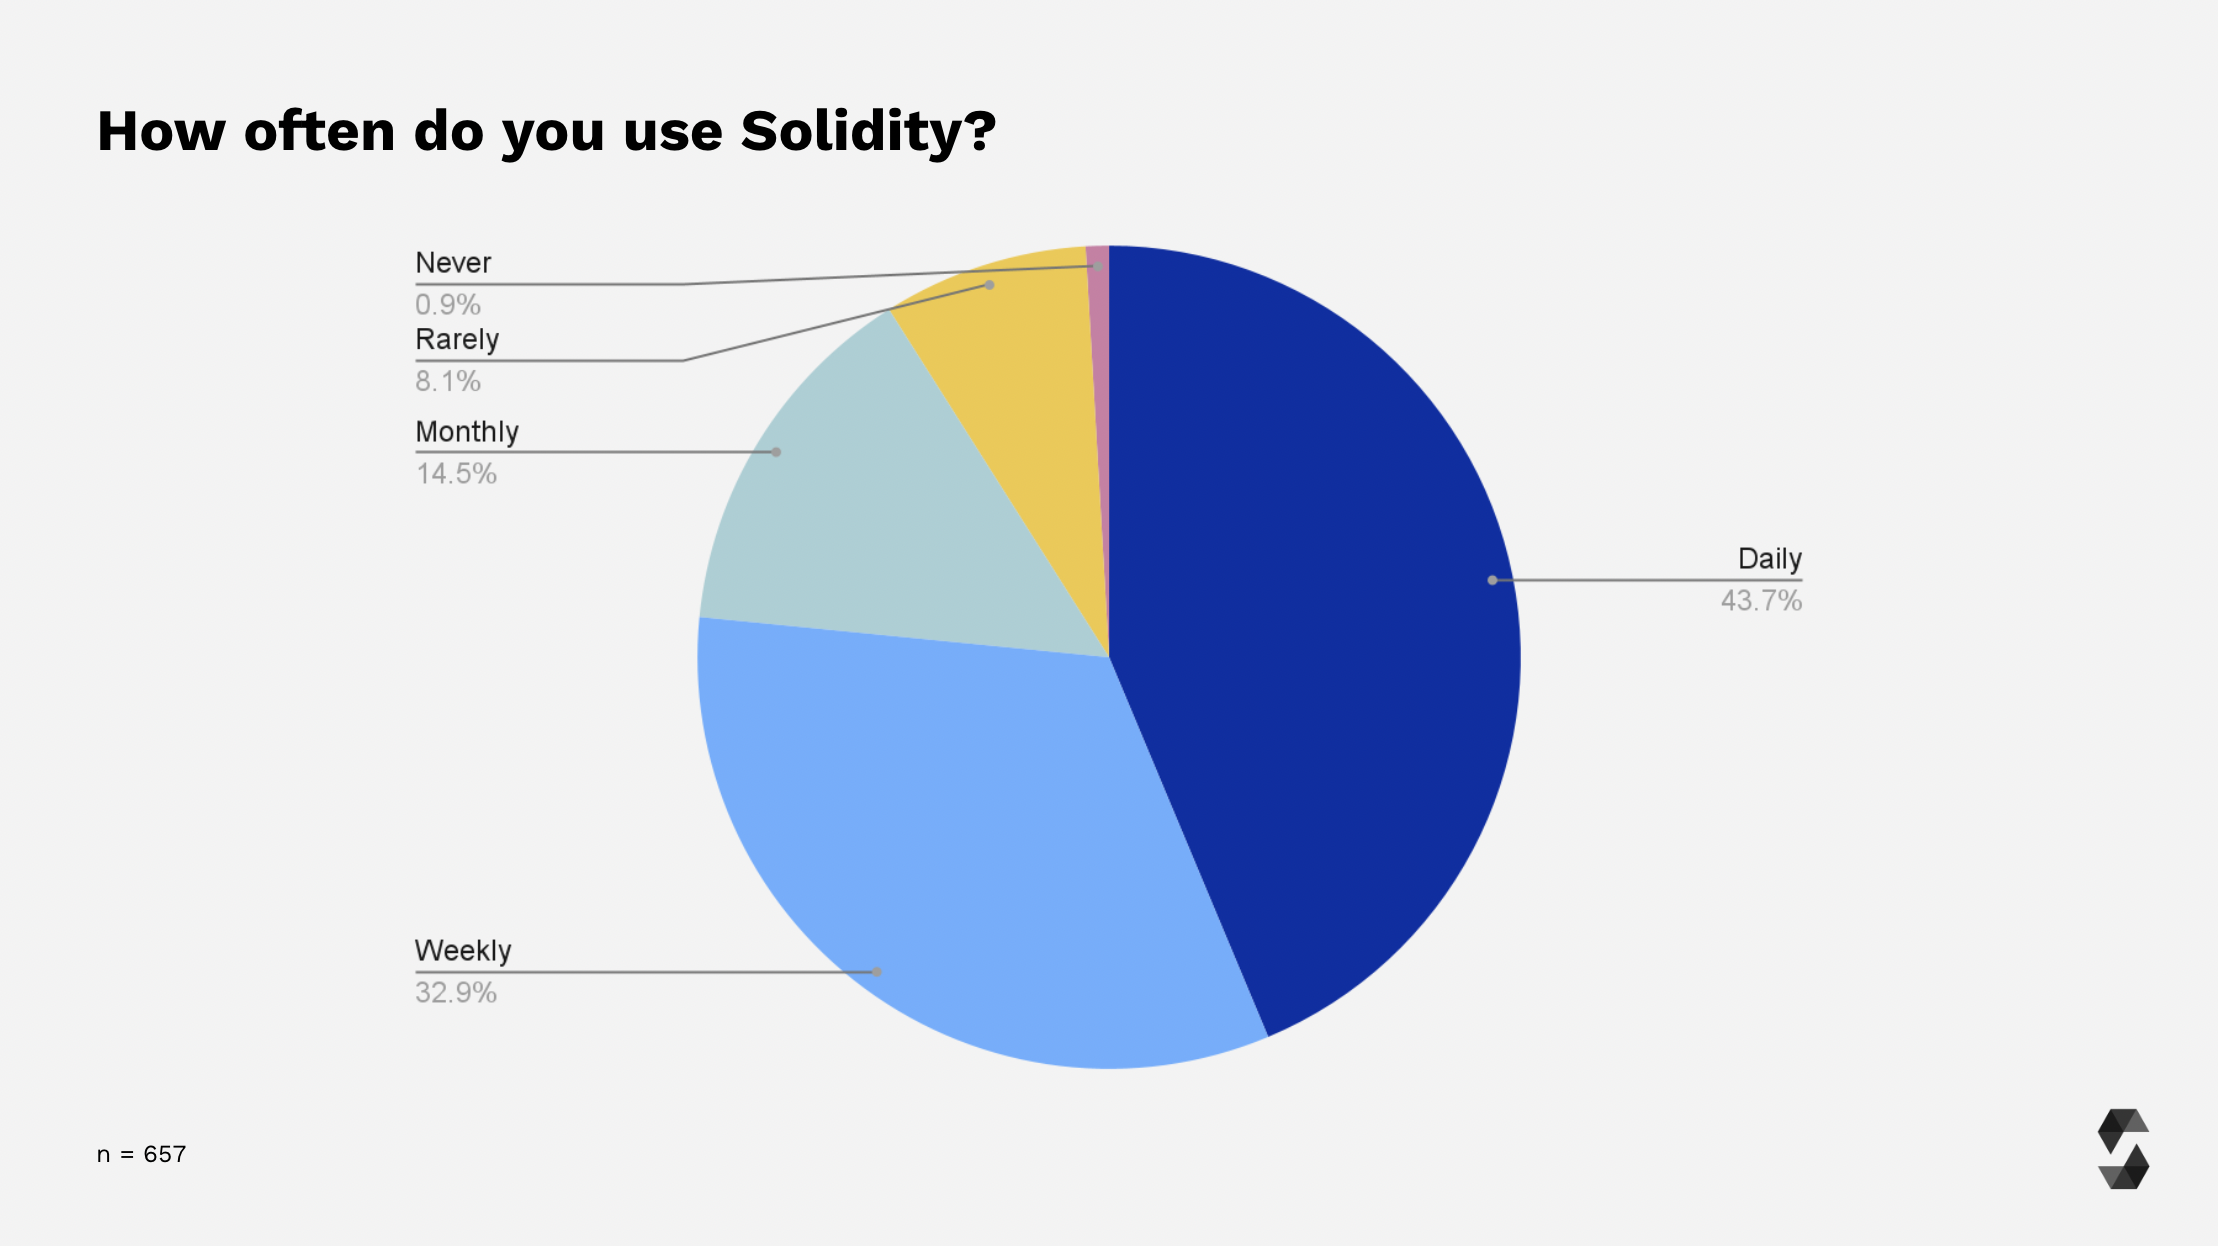 How often do you use Solidity?
Never
0.9%
Rarely
8.1%
Monthly
14.5%
Daily
43.7%
Weekly
32.9%
n = 657